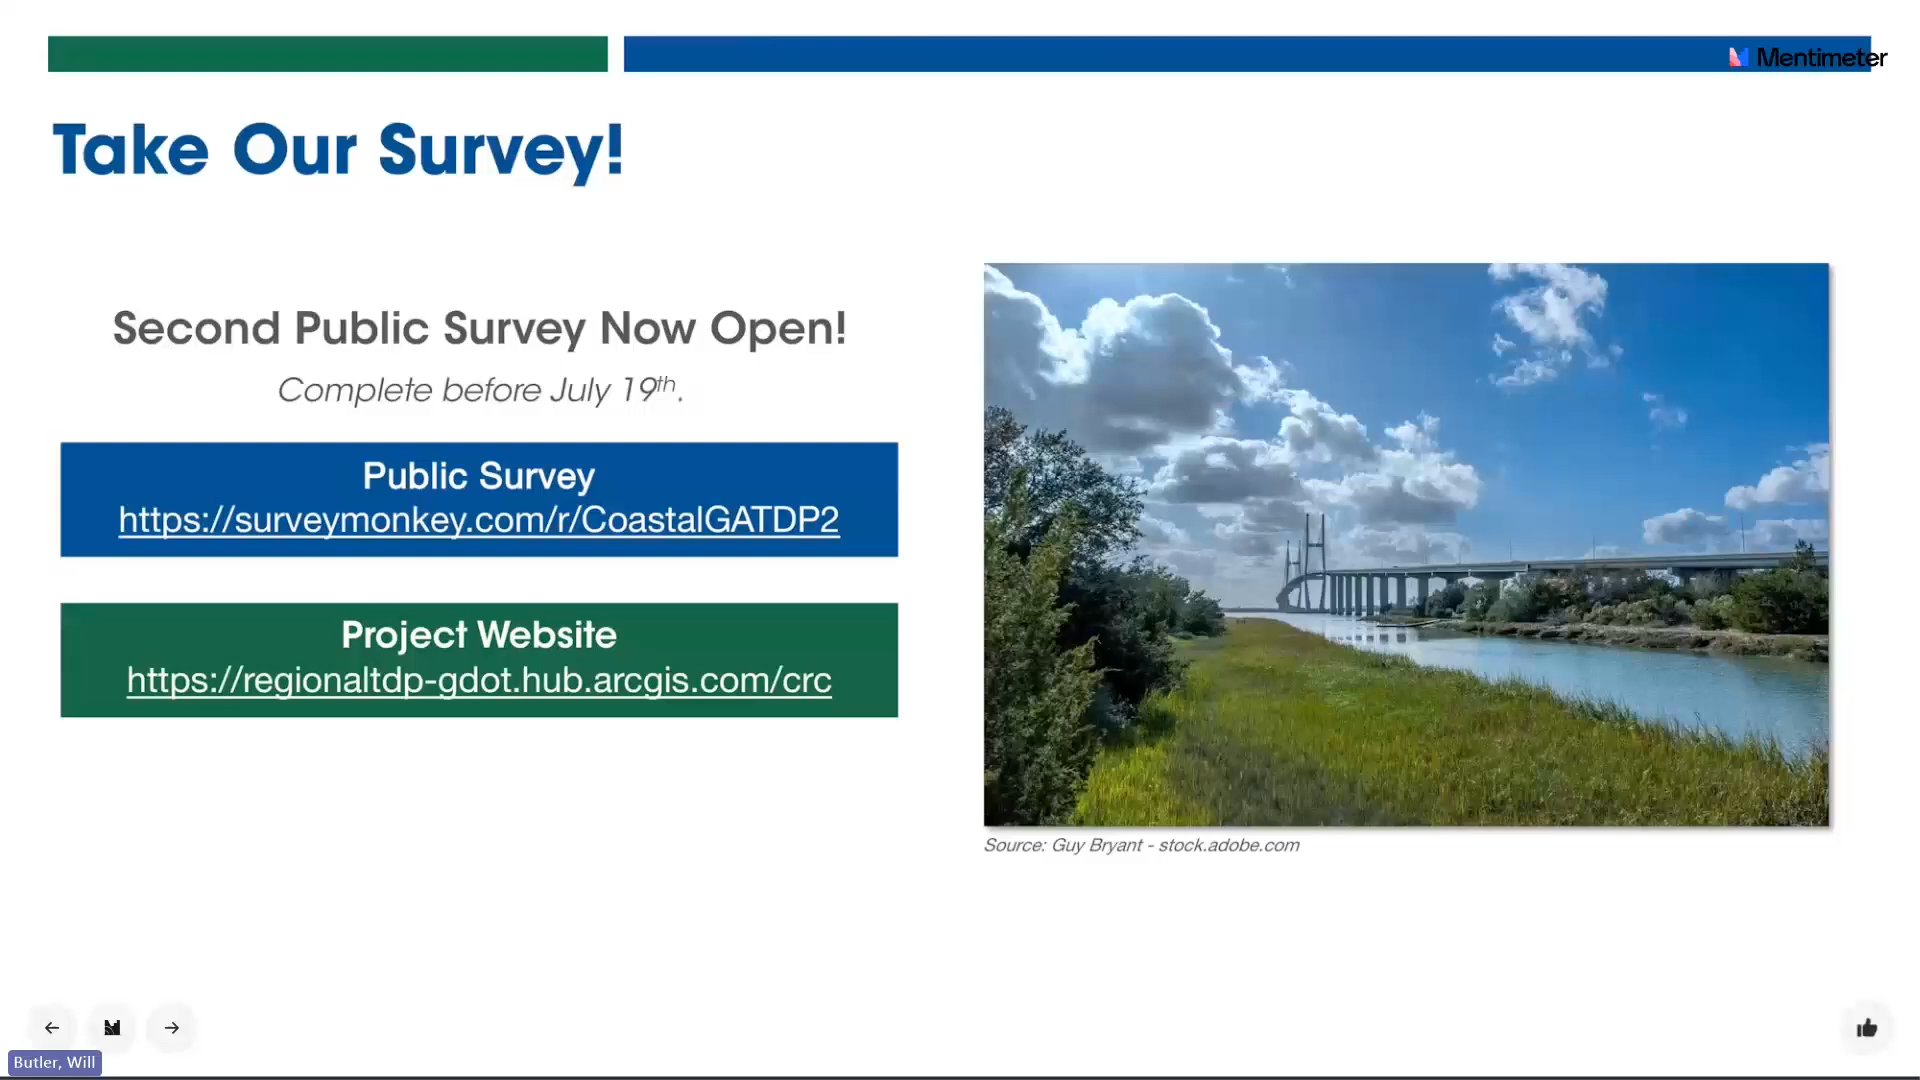 Mentimeter
Take Our Survey!
Second Public Survey Now Open!
Complete before July 19th.
Public Survey
https://surveymonkey.com/r/CoastalGATDP2
Project Website
https://regionaltdp-gdot.hub.arcgis.com/crc
Source: Guy Bryant - stock.adobe.com
Butler, Will